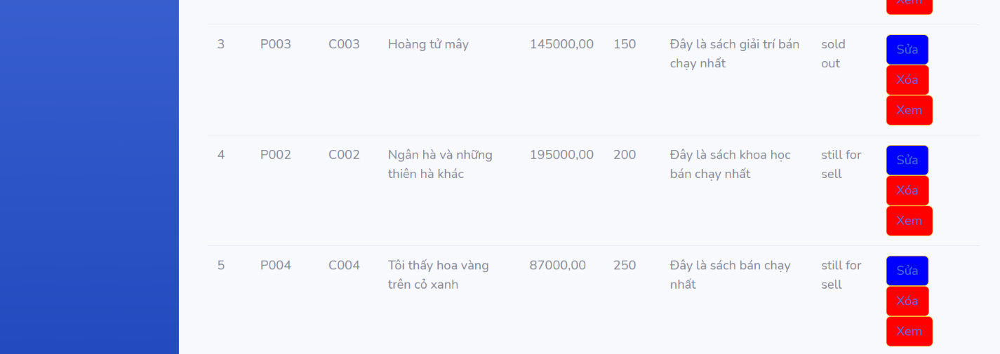 Xem
3 P003 C003 Hoàng tử mây 145000,00 150 Đây là sách giải trí bán sold Sửa
chạy nhất out
Xóa
Xem
4 P002 C002 Ngân hà và những 195000,00 200 Đây là sách khoa học still for Sửa
thiên hà khác bán chạy nhất sell
Xóa
Xem
5 P004 C004 Tôi thấy hoa vàng 87000,00 250 Đây là sách bán chạy still for Sửa
trên cỏ xanh nhất sell
Xóa
Xem